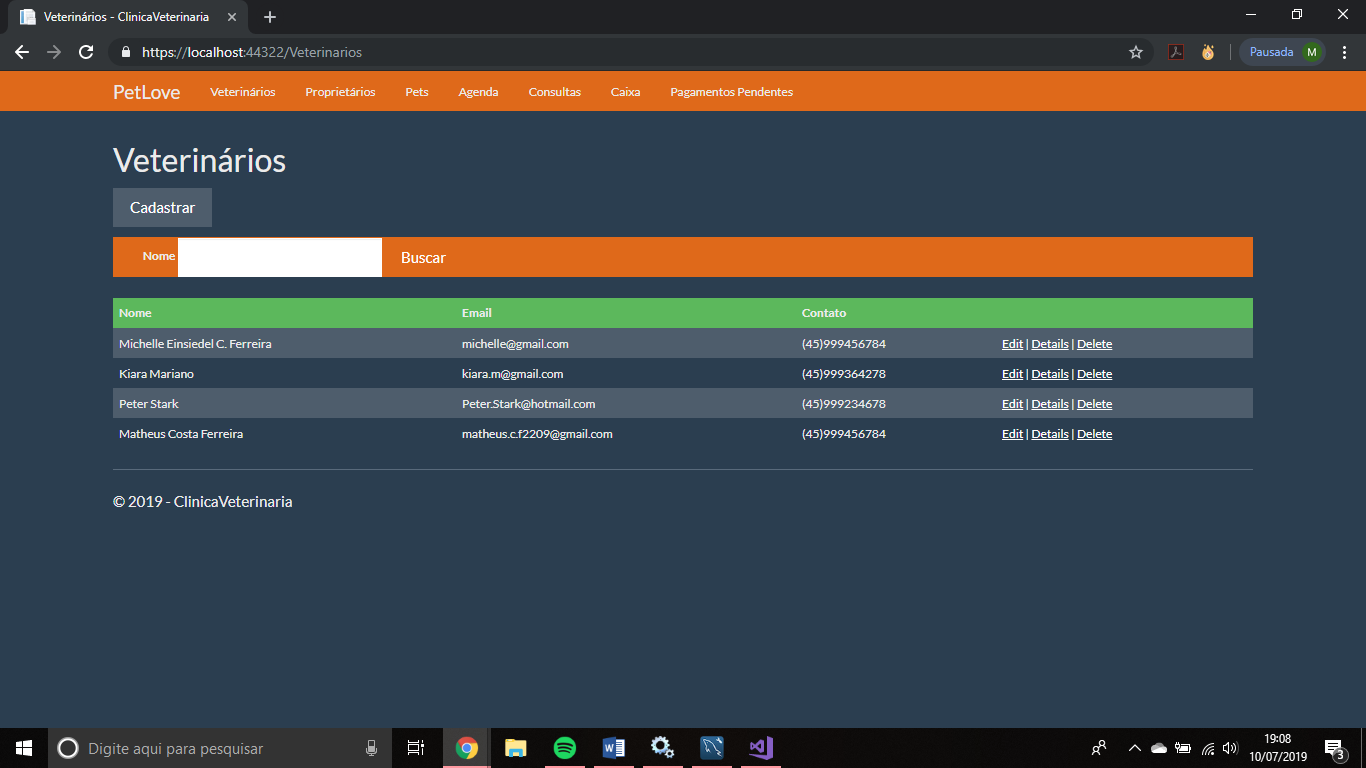 Veterinários - ClinicaVeterinaria
https://localhost:44322/Veterinarios
Pausada M
PetLove Veterinários Proprietários Pets Agenda Consultas Caixa Pagamentos Pendentes
Veterinários
Cadastrar
Nome Buscar
Nome Email Contato
Michelle Einsiedel C. Ferreira michelle@gmail.com (45)999456784 Edit | Details | Delete
Kiara Mariano kiara.m@gmail.com (45)999364278 Edit | Details | Delete
Peter Stark Peter.Stark@hotmail.com (45)999234678 Edit | Details | Delete
Matheus Costa Ferreira matheus.c.f2209@gmail.com (45)999456784 Edit | Details | Delete
© 2019 - ClinicaVeterinaria
Digite aqui para pesquisar
19:08
10/07/2019
3